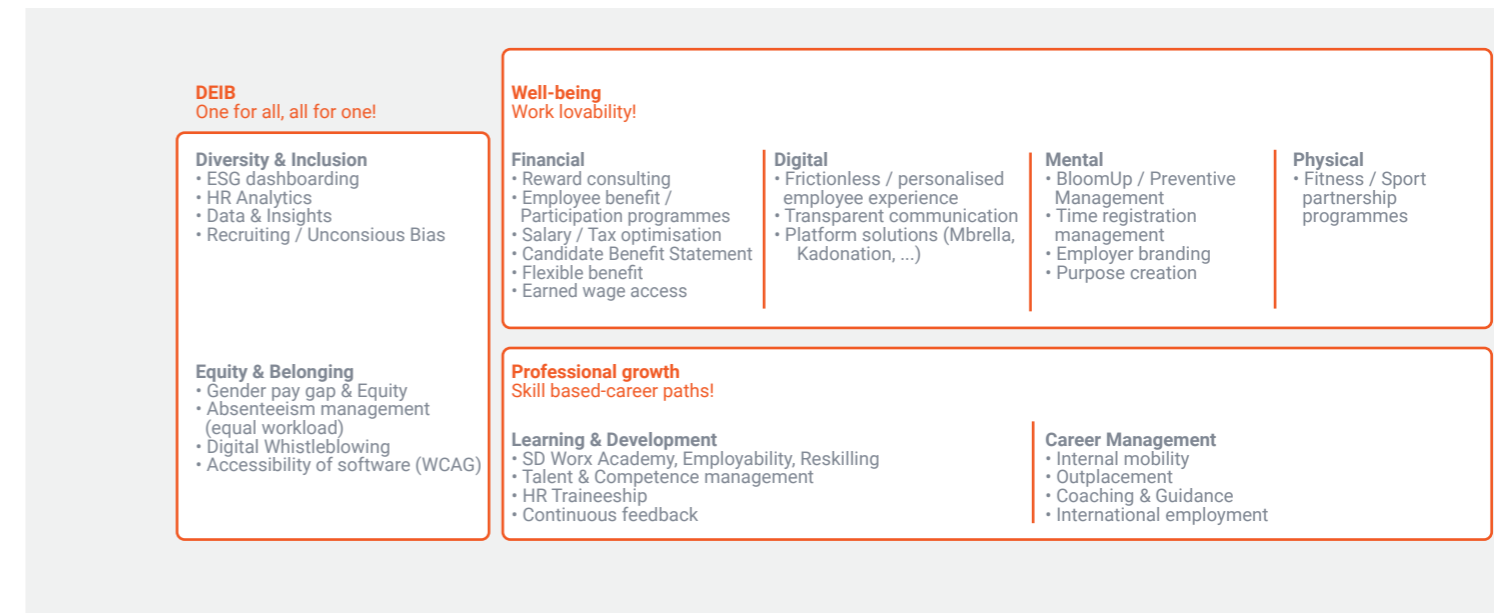 DEIB
One for all, all for one!
Diversity & Inclusion
• ESG dashboarding
• HR Analytics
• Data & Insights
• Recruiting / Unconsious Bias
Equity & Belonging
• Gender pay gap & Equity
• Absenteeism management
(equal workload)
• Digital Whistleblowing
• Accessibility of software (WCAG)
Well-being
Work lovability!
Financial
• Reward consulting
• Employee benefit /
Participation programmes
• Salary / Tax optimisation
• Candidate Benefit Statement
• Flexible benefit
• Earned wage access
Digital
• Frictionless / personalised
employee experience
• Transparent communication
• Platform solutions (Mbrella,
Kadonation, ...)
Mental
• BloomUp / Preventive
Management
• Time registration
management
• Employer branding
• Purpose creation
Physical
• Fitness / Sport
partnership
programmes
Professional growth
Skill based-career paths!
Learning & Development
• SD Worx Academy, Employability, Reskilling
• Talent & Competence management
• HR Traineeship
• Continuous feedback
Career Management
• Internal mobility
• Outplacement
• Coaching & Guidance
• International employment